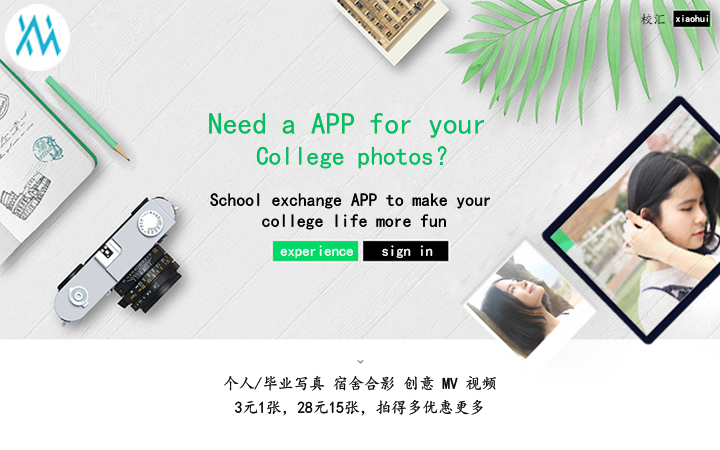 校汇 xiaohui
Need a APP for your
College photos?
School exchange APP to make your
college life more fun
experience sign in
个人/毕业写真 宿舍合影 创意 MV 视频
3元1张，28元15张，拍得多优惠更多